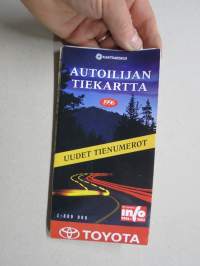 KARTTAKESKUS
AUTOILIJAN
TIEKARTTA
1996
UUDET TIENUMEROT
1:800 000
info
TOYOTA